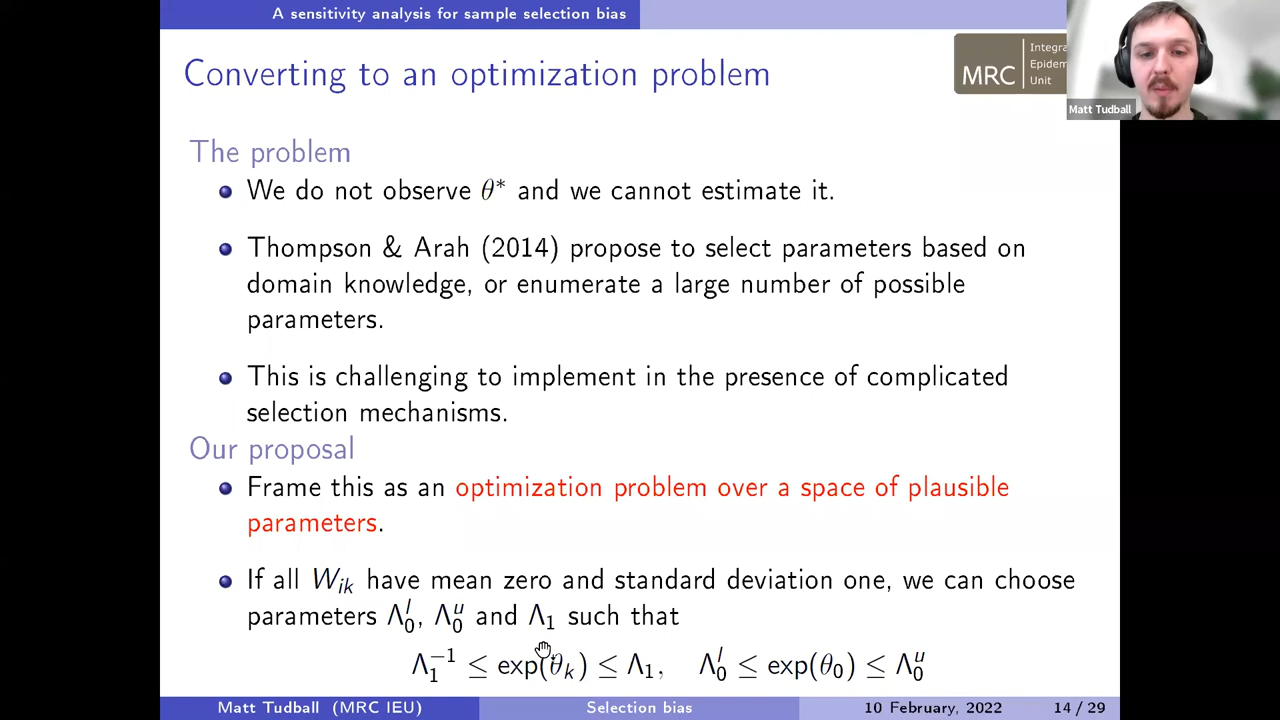 A sensitivity analysis for sample selection bias
Converting to an optimization problem
MRC
Integra
Epidem
Unit
Matt Tudball
The problem
We do not observe θ* and we cannot estimate it.
Thompson & Arah (2014) propose to select parameters based on
domain knowledge, or enumerate a large number of possible
parameters.
This is challenging to implement in the presence of complicated
selection mechanisms.
Our proposal
Frame this as an optimization problem over a space of plausible
parameters.
If all W_{ik} have mean zero and standard deviation one, we can choose
parameters Λ_0^l, Λ_0^u and Λ_1 such that
Λ_1^{-1} ≤ exp(θ_k) ≤ Λ_1, Λ_0^l ≤ exp(θ_0) ≤ Λ_0^u
Matt Tudball (MRC IEU) Selection bias 10 February, 2022 14 / 29